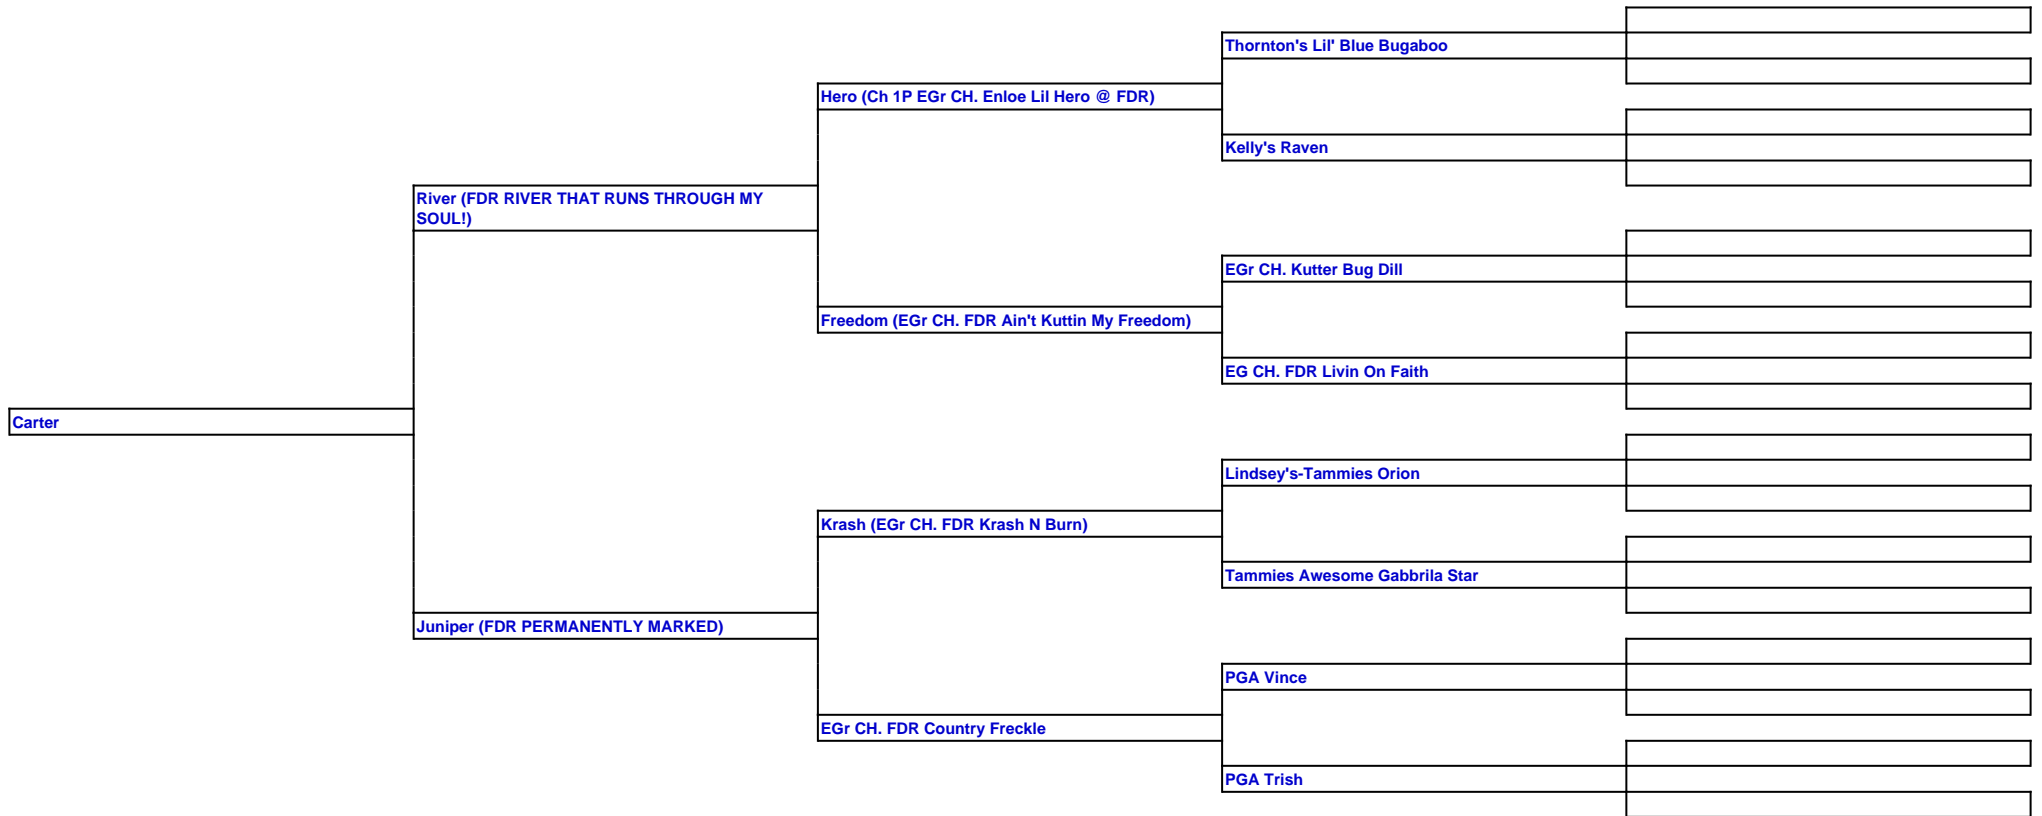 Thornton's Lil' Blue Bugaboo
Hero (Ch 1P EGr CH. Enloe Lil Hero @ FDR)
Kelly's Raven
River (FDR RIVER THAT RUNS THROUGH MY
SOUL!)
EGr CH. Kutter Bug Dill
Freedom (EGr CH. FDR Ain't Kuttin My Freedom)
EG CH. FDR Livin On Faith
Carter
Lindsey's-Tammies Orion
Krash (EGr CH. FDR Krash N Burn)
Tammies Awesome Gabbrila Star
Juniper (FDR PERMANENTLY MARKED)
PGA Vince
EGr CH. FDR Country Freckle
PGA Trish